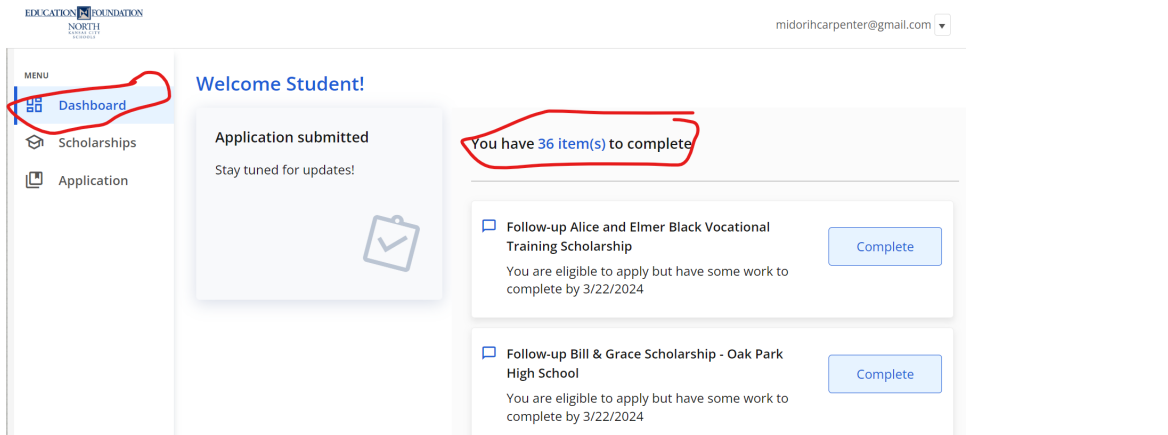 EDUCATION FOUNDATION
NORTH
KANSAS CITY
SCHOOLS
midorihcarpenter@gmail.com
MENU
Dashboard
Scholarships
Application
Welcome Student!
Application submitted
Stay tuned for updates!
You have 36 item(s) to complete
Follow-up Alice and Elmer Black Vocational
Training Scholarship
You are eligible to apply but have some work to
complete by 3/22/2024
Complete
Follow-up Bill & Grace Scholarship - Oak Park
High School
You are eligible to apply but have some work to
complete by 3/22/2024
Complete